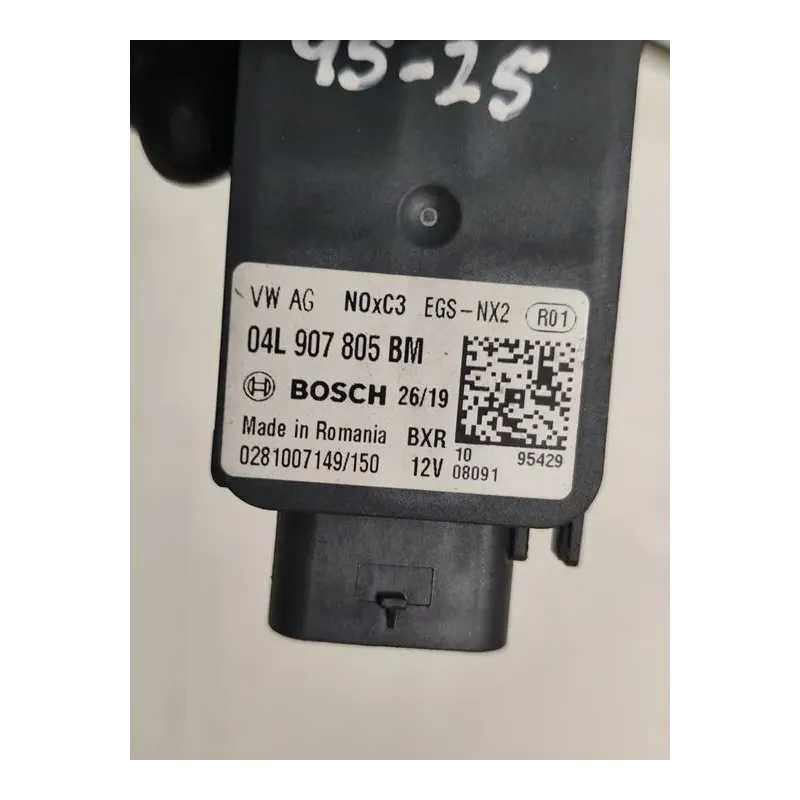 45-25
VW AG NOxC3 EGS-NX2 R01
04L 907 805 BM
BOSCH 26/19
Made in Romania BXR
0281007149/150 12V
10 95429
08091